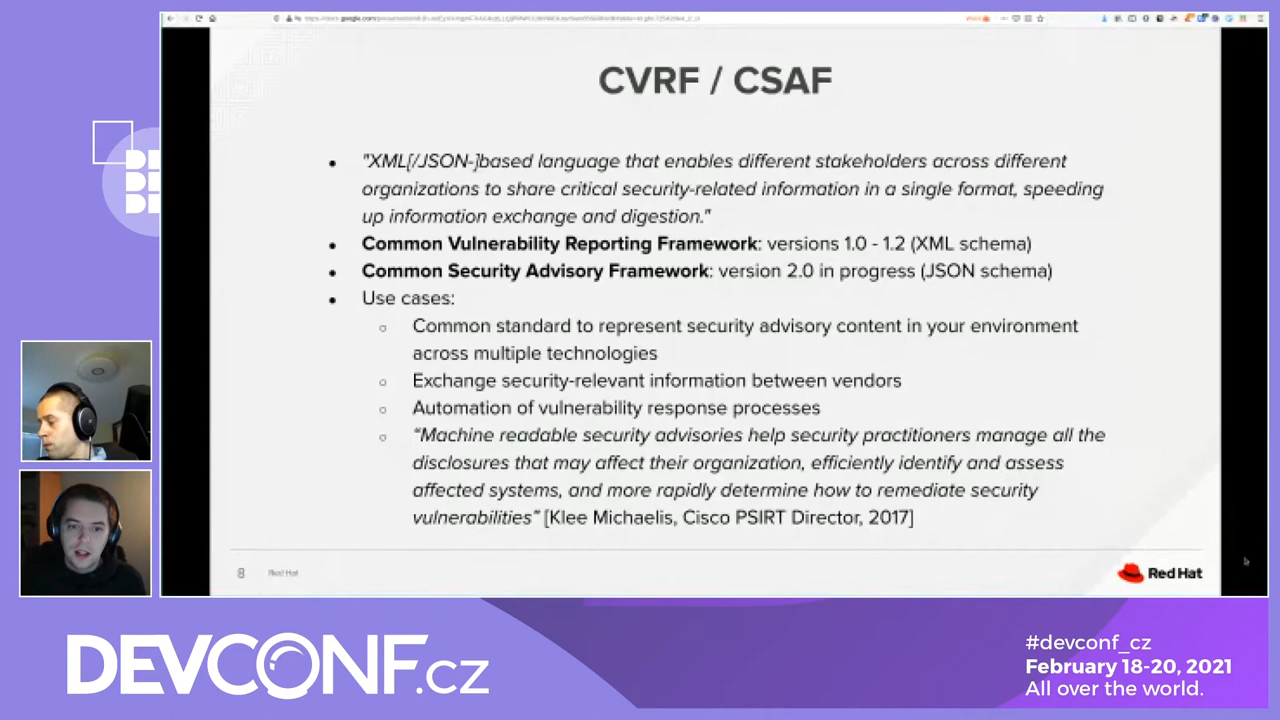 CVRF / CSAF
"XML[/JSON-]based language that enables different stakeholders across different
organizations to share critical security-related information in a single format, speeding
up information exchange and digestion."
Common Vulnerability Reporting Framework: versions 1.0 - 1.2 (XML schema)
Common Security Advisory Framework: version 2.0 in progress (JSON schema)
Use cases:
Common standard to represent security advisory content in your environment
across multiple technologies
Exchange security-relevant information between vendors
Automation of vulnerability response processes
“Machine readable security advisories help security practitioners manage all the
disclosures that may affect their organization, efficiently identify and assess
affected systems, and more rapidly determine how to remediate security
vulnerabilities” [Klee Michaelis, Cisco PSIRT Director, 2017]
8 Red Hat
Red Hat
DEVCONF.cz
#devconf_cz
February 18-20, 2021
All over the world.